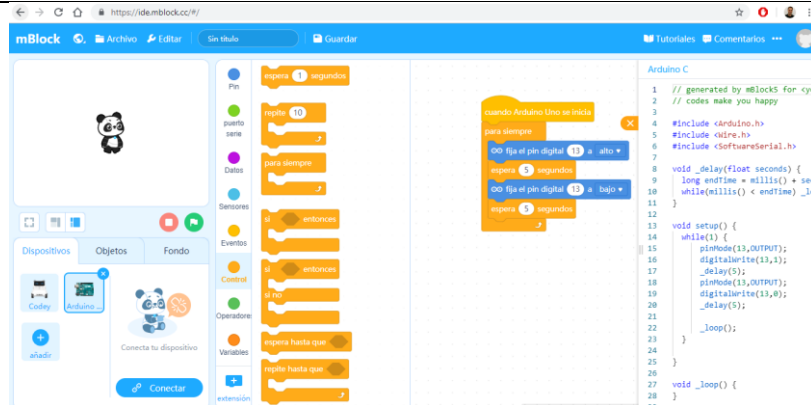 https://ide.mblock.cc/#/
mBlock
Archivo
Editar
Sin título
Guardar
Tutoriales
Comentarios
Dispositivos
Objetos
Fondo
Codey
Arduino ...
añadir
Conecta tu dispositivo
Conectar
Pin
puerto
serie
Datos
Sensores
Eventos
Control
Operadores
Variables
extensión
espera 1 segundos
repite 10
para siempre
si entonces
si entonces
si no
espera hasta que
repite hasta que
cuando Arduino Uno se inicia
para siempre
fija el pin digital 13 a alto
espera 5 segundos
fija el pin digital 13 a bajo
espera 5 segundos
Arduino C
1 // generated by mBlock5 for <y
2 // codes make you happy
3
4 #include <Arduino.h>
5 #include <Wire.h>
6 #include <SoftwareSerial.h>
7
8 void _delay(float seconds) {
9 long endTime = millis() + se
10 while(millis() < endTime) _l
11 }
12
13 void setup() {
14 while(1) {
15 pinMode(13,OUTPUT);
16 digitalWrite(13,1);
17 _delay(5);
18 pinMode(13,OUTPUT);
19 digitalWrite(13,0);
20 _delay(5);
21
22 _loop();
23 }
24
25 }
26
27 void _loop() {
28 }